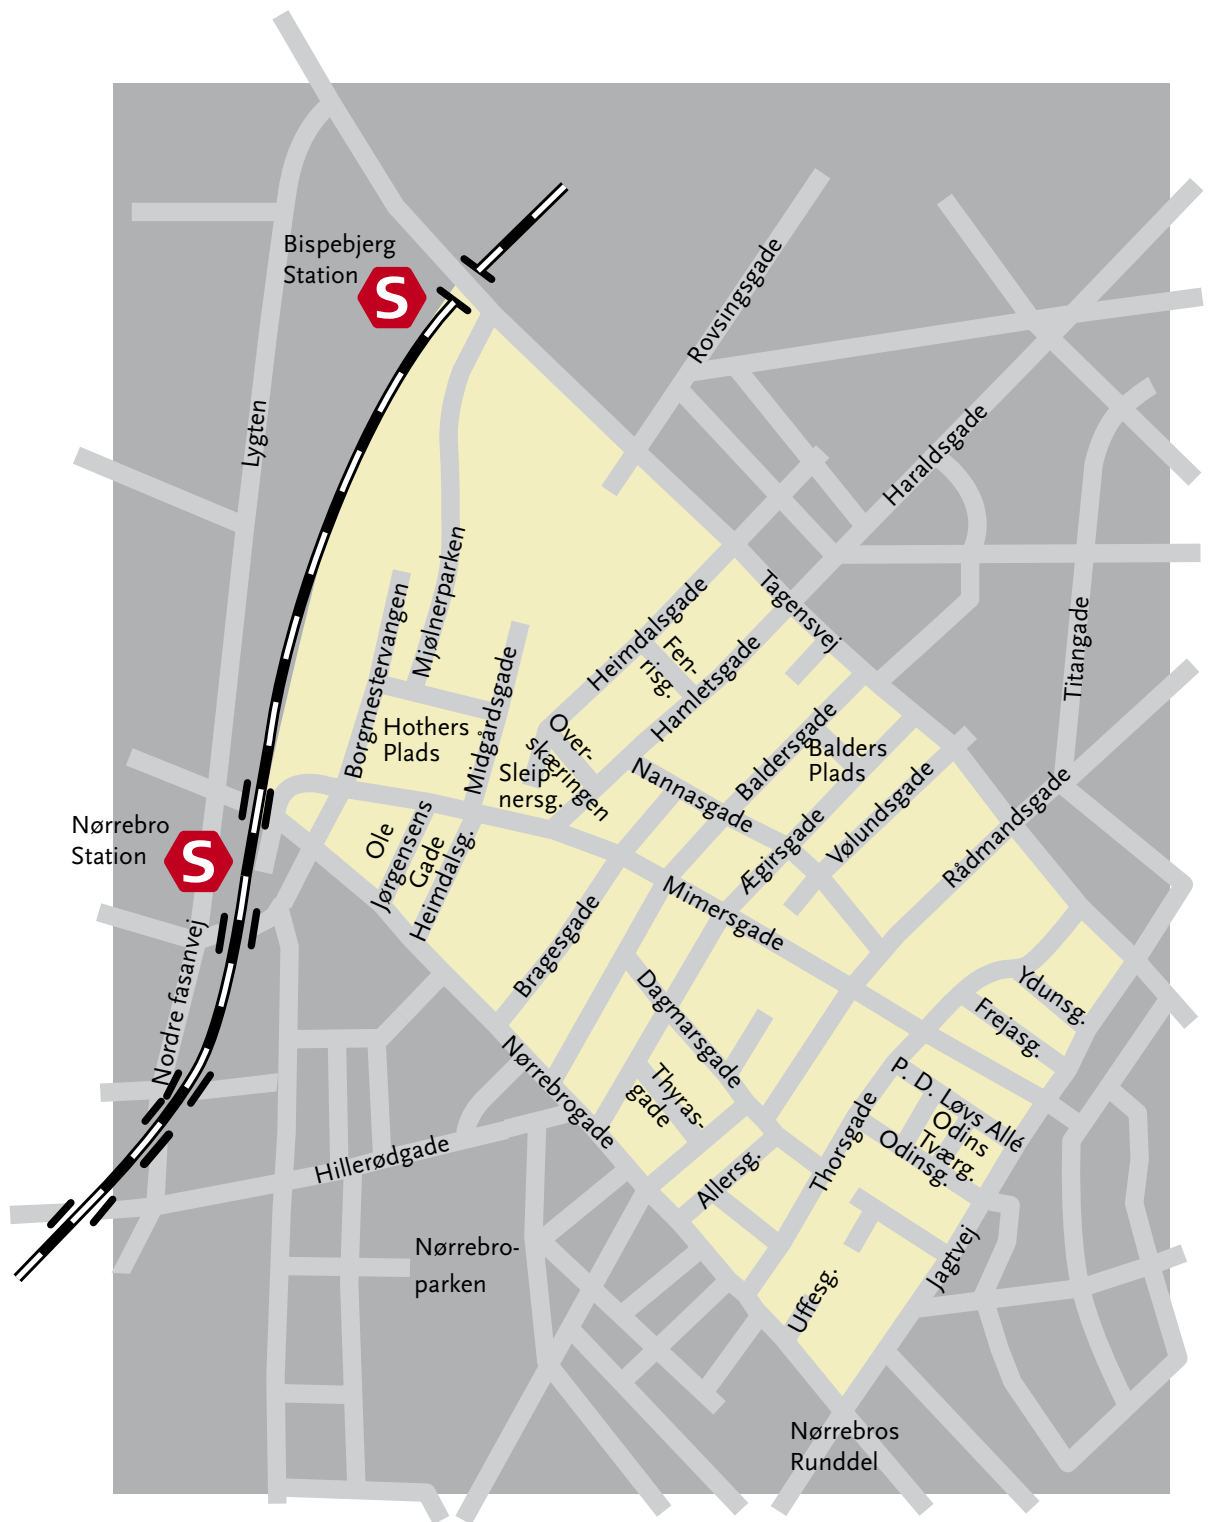 Bispebjerg
Station
S
Rovsingsgade
Lygten
Haraldsgade
Mjølnerparken
Tagensvej
Borgmestervangen
Heimdalsgade
Fen-
risg.
Hamletsgade
Titangade
Midgårdsgade
Hothers
Plads
Over-
skæringen
Sleip
nersg.
Nannasgade
Baldersgade
Balders
Plads
Vølundsgade
Ægirsgade
Rådmandsgade
Nørrebro
Station
S
Ole
Jørgensens
Gade
Heimdalsg.
Mimersgade
Bragesgade
Nordre fasanvej
Dagmarsgade
Ydunsg.
Frejasg.
Nørrebrogade
Thyras-
gade
P. D. Løvs Allé
Odins
Tværg.
Odinsg.
Thorsgade
Allersg.
Hillerødgade
Nørrebro-
parken
Jagtvej
Uffesg.
Nørrebros
Runddel